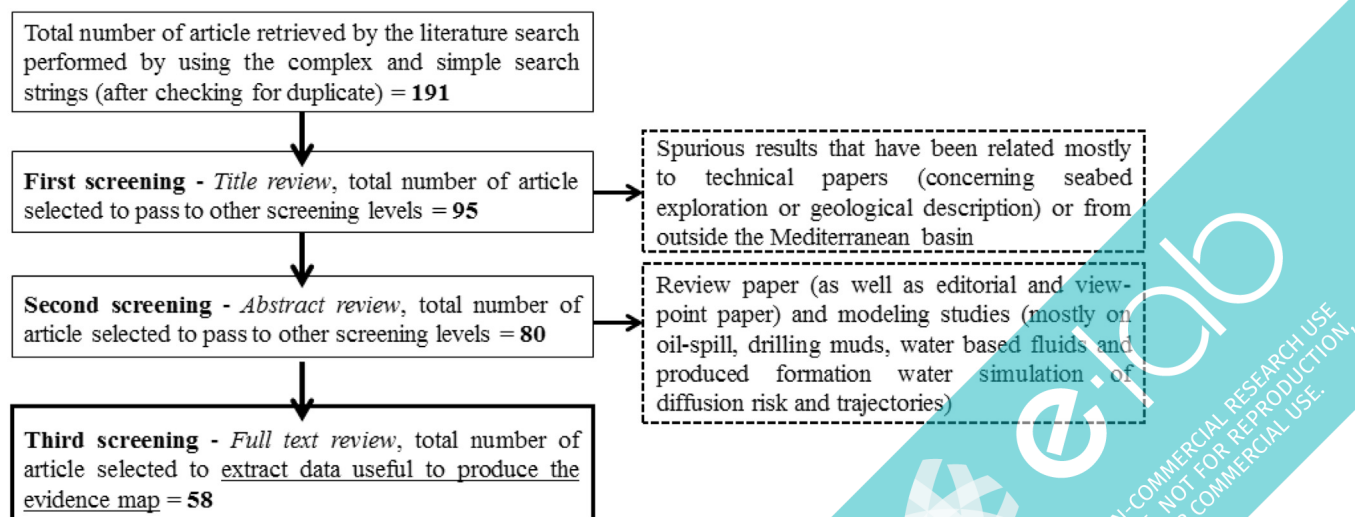 Total number of article retrieved by the literature search
performed by using the complex and simple search
strings (after checking for duplicate) = 191
First screening - Title review, total number of article
selected to pass to other screening levels = 95
Spurious results that have been related mostly
to technical papers (concerning seabed
exploration or geological description) or from
outside the Mediterranean basin
Second screening - Abstract review, total number of
article selected to pass to other screening levels = 80
Review paper (as well as editorial and view-
point paper) and modeling studies (mostly on
oil-spill, drilling muds, water based fluids and
produced formation water simulation of
diffusion risk and trajectories)
Third screening - Full text review, total number of
article selected to extract data useful to produce the
evidence map = 58
e·lab
N-COMMERCIAL RESEARCH USE
NOT FOR REPRODUCTION,
COMMERCIAL USE.